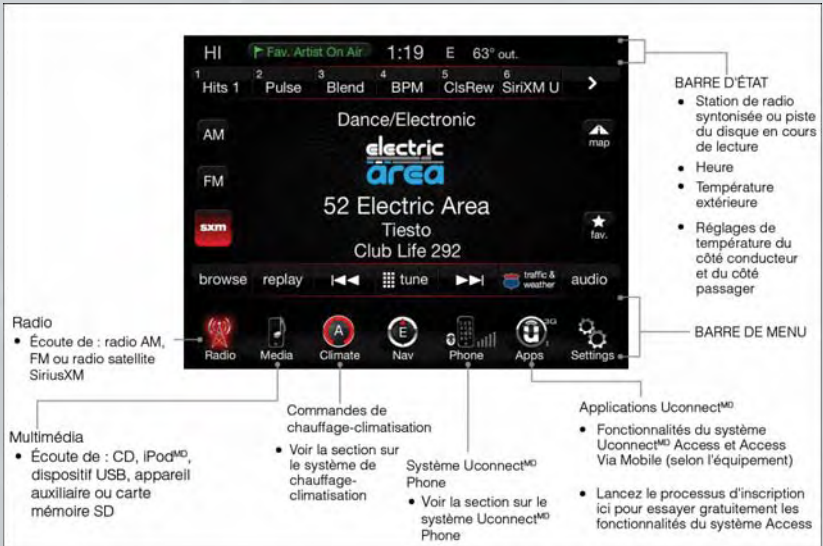 HI Fav. Artist On Air 1:19 E 63° out.
1 Hits 1 2 Pulse 3 Blend 4 BPM 5 ClsRew 6 SiriXM U >
AM
FM
sxm
Dance/Electronic
electric
area
52 Electric Area
Tiesto
Club Life 292
map
fav.
browse replay tune traffic & weather audio
Radio Media A Climate E Nav Phone 3G Apps Settings
BARRE D'ÉTAT
• Station de radio
syntonisée ou piste
du disque en cours
de lecture
• Heure
• Température
extérieure
• Réglages de
température du
côté conducteur
et du côté
passager
BARRE DE MENU
Radio
• Écoute de : radio AM,
FM ou radio satellite
SiriusXM
Multimédia
• Écoute de : CD, iPodᴹᴰ,
dispositif USB, appareil
auxiliaire ou carte
mémoire SD
Commandes de
chauffage-climatisation
• Voir la section sur
le système de
chauffage-
climatisation
Système Uconnectᴹᴰ
Phone
• Voir la section sur le
système Uconnectᴹᴰ
Phone
Applications Uconnectᴹᴰ
• Fonctionnalités du système
Uconnectᴹᴰ Access et Access
Via Mobile (selon l'équipement)
• Lancez le processus d'inscription
ici pour essayer gratuitement les
fonctionnalités du système Access